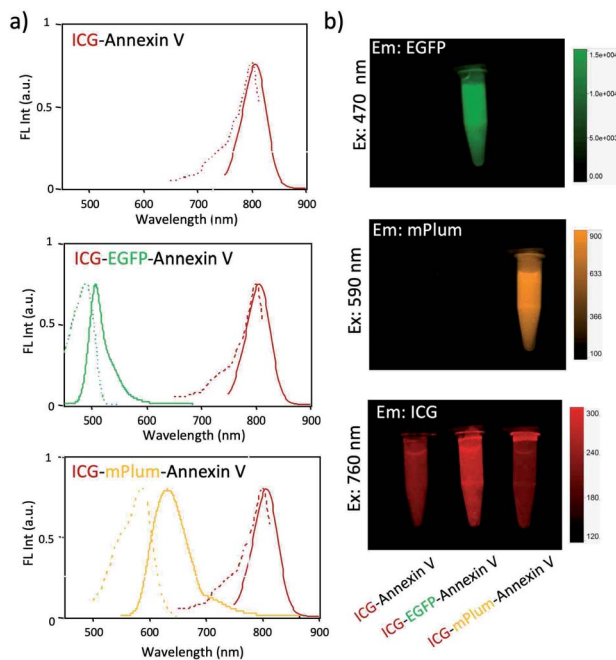 a)
ICG-Annexin V
1
0.5
0
FL Int (a.u.)
500
600
700
800
900
Wavelength (nm)
ICG-EGFP-Annexin V
1
0.5
0
FL Int (a.u.)
500
600
700
800
900
Wavelength (nm)
ICG-mPlum-Annexin V
1
0.5
0
FL Int (a.u.)
500
600
700
800
900
Wavelength (nm)
b)
Ex: 470 nm
Em: EGFP
1.5e+004
1.0e+004
5.0e+003
0.00
Ex: 590 nm
Em: mPlum
900
633
366
100
Ex: 760 nm
Em: ICG
300
240
180
120
ICG-Annexin V
ICG-EGFP-Annexin V
ICG-mPlum-Annexin V